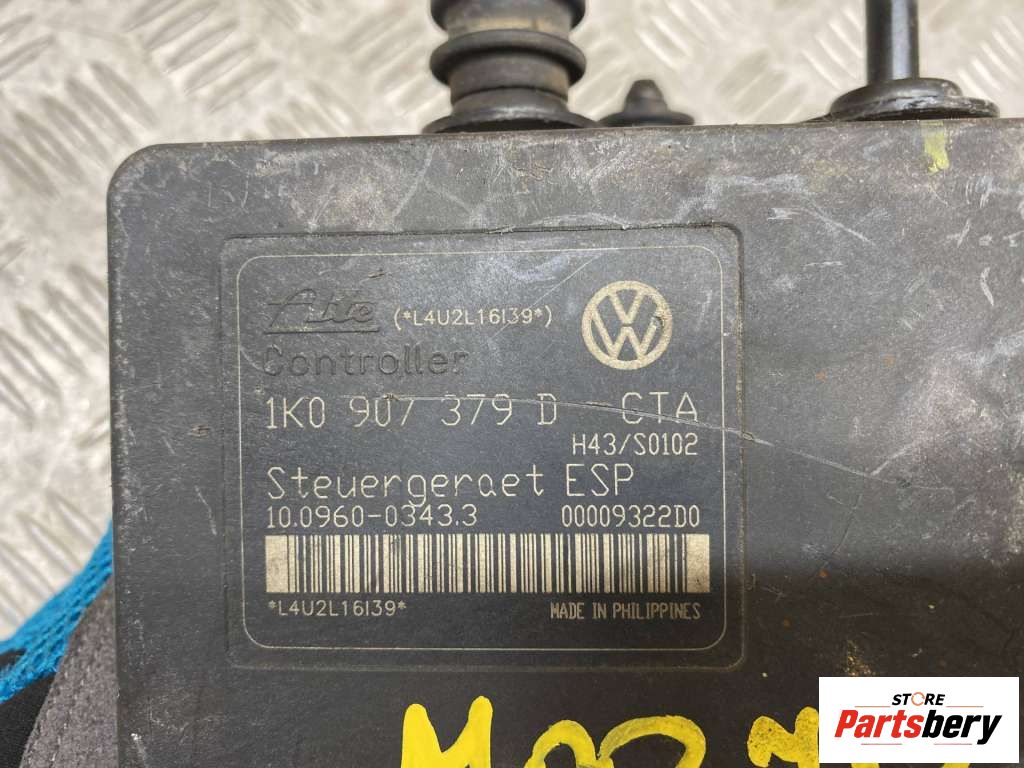 Ate (*L4U2L16I39*)
Controller
1K0 907 379 D CTA
H43/S0102
Steuergeraet ESP
10.0960-0343.3 00009322D0
*L4U2L16I39*
MADE IN PHILIPPINES
STORE
Partsbery